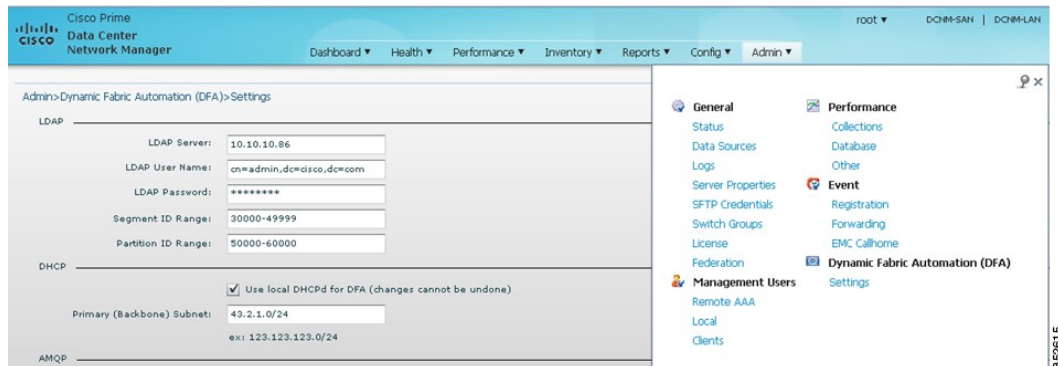 Cisco Prime
Data Center
Network Manager
CISCO
root ▼ DCNM-SAN | DCNM-LAN
Dashboard ▼ Health ▼ Performance ▼ Inventory ▼ Reports ▼ Config ▼ Admin ▼
Admin>Dynamic Fabric Automation (DFA)>Settings
LDAP
LDAP Server: 10.10.10.86
LDAP User Name: cn=admin,dc=cisco,dc=com
LDAP Password: ********
Segment ID Range: 30000-49999
Partition ID Range: 50000-60000
DHCP
Use local DHCPd for DFA (changes cannot be undone)
Primary (Backbone) Subnet: 43.2.1.0/24
ex: 123.123.123.0/24
AMQP
General
Status
Data Sources
Logs
Server Properties
SFTP Credentials
Switch Groups
License
Federation
Management Users
Remote AAA
Local
Clients
Performance
Collections
Database
Other
Event
Registration
Forwarding
EMC Callhome
Dynamic Fabric Automation (DFA)
Settings
352615